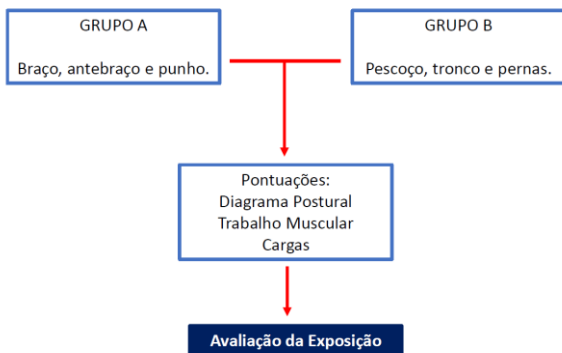 GRUPO A
Braço, antebraço e punho.
GRUPO B
Pescoço, tronco e pernas.
Pontuações:
Diagrama Postural
Trabalho Muscular
Cargas
Avaliação da Exposição